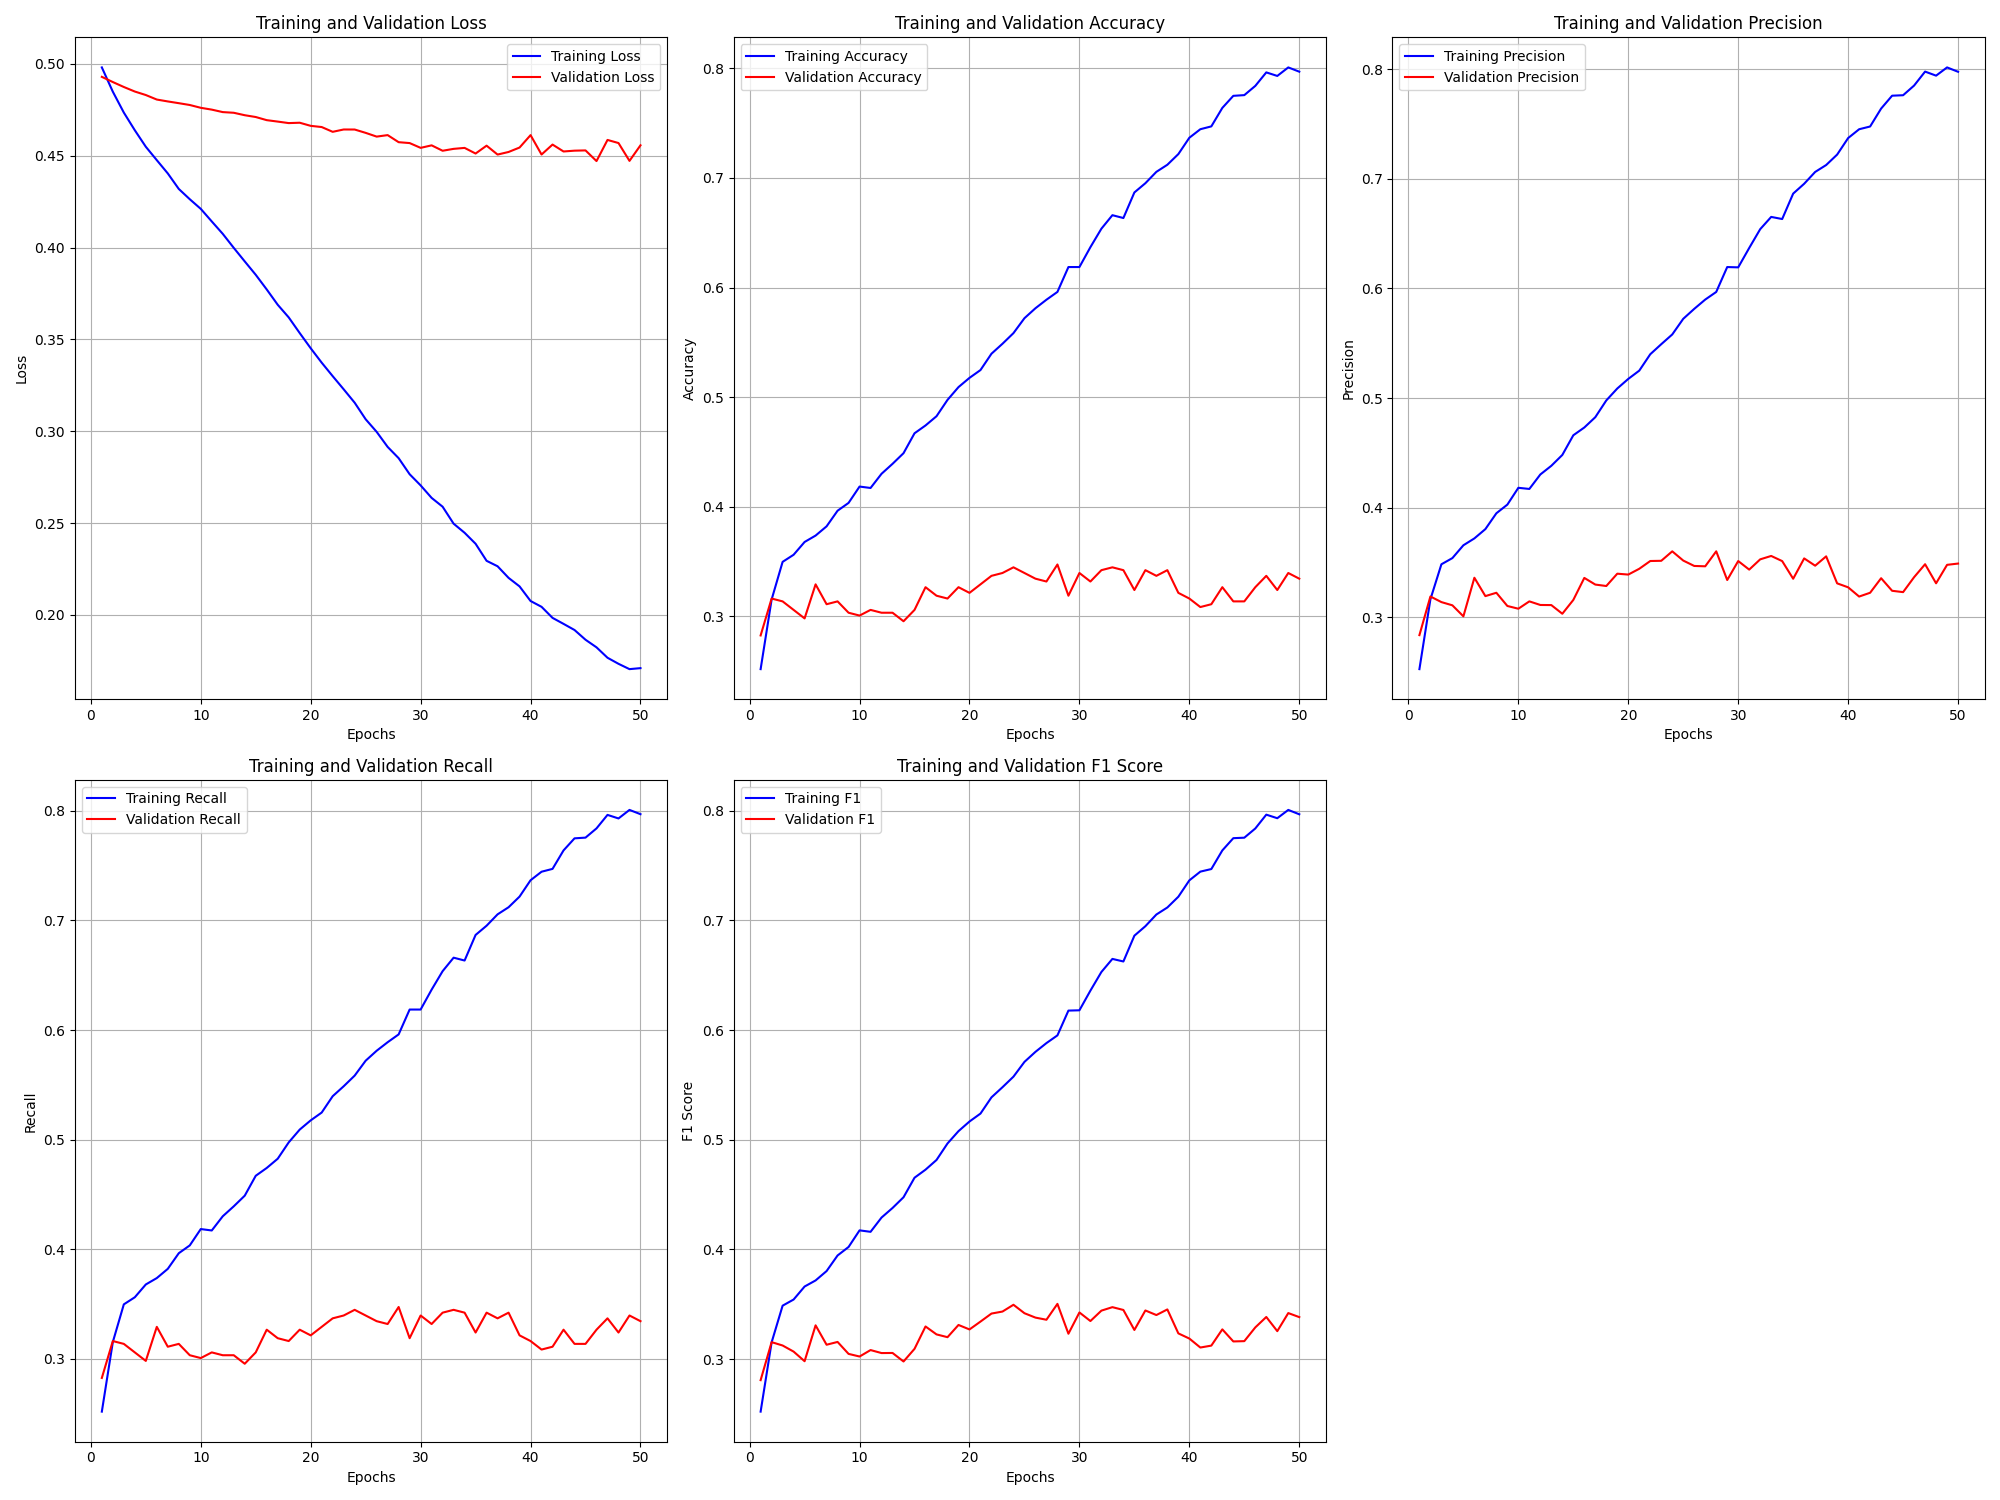 Training and Validation Loss
Training Loss
Validation Loss
0.50
0.45
0.40
0.35
0.30
0.25
0.20
Loss
0 10 20 30 40 50
Epochs
Training and Validation Accuracy
Training Accuracy
Validation Accuracy
0.8
0.7
0.6
0.5
0.4
0.3
Accuracy
0 10 20 30 40 50
Epochs
Training and Validation Precision
Training Precision
Validation Precision
0.8
0.7
0.6
0.5
0.4
0.3
Precision
0 10 20 30 40 50
Epochs
Training and Validation Recall
Training Recall
Validation Recall
0.8
0.7
0.6
0.5
0.4
0.3
Recall
0 10 20 30 40 50
Epochs
Training and Validation F1 Score
Training F1
Validation F1
0.8
0.7
0.6
0.5
0.4
0.3
F1 Score
0 10 20 30 40 50
Epochs